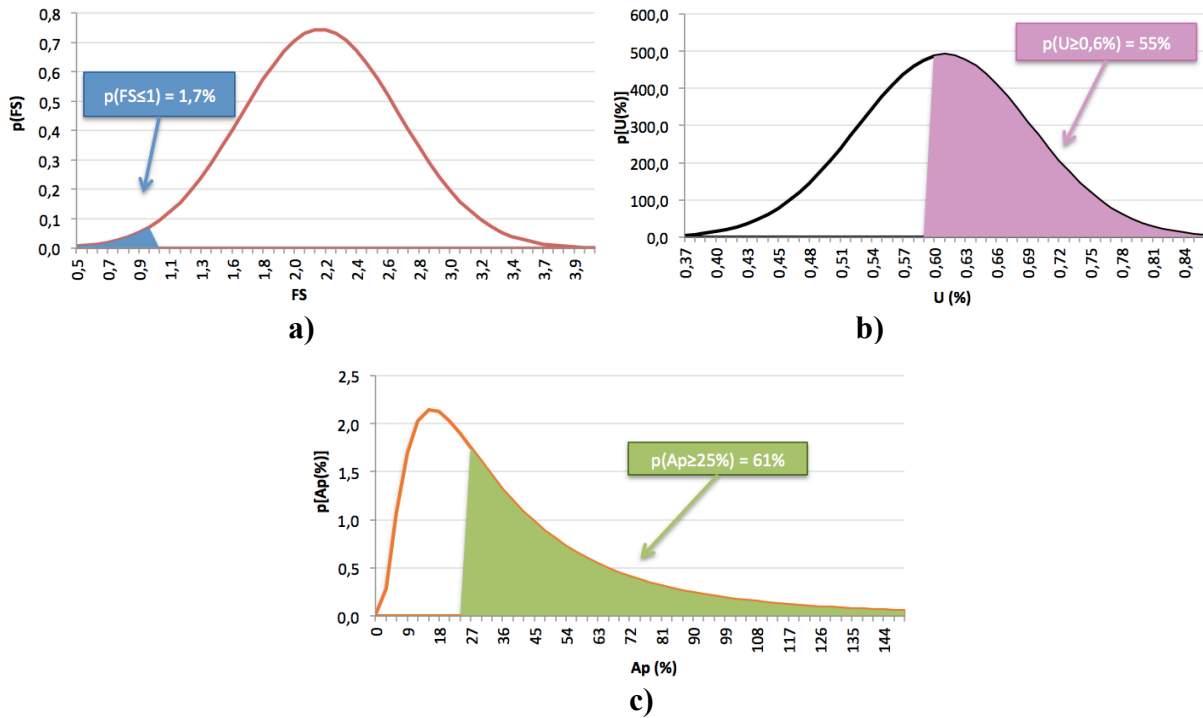 0,8
0,7
0,6
0,5
0,4
0,3
0,2
0,1
0,0
p(FS)
p(FS≤1) = 1,7%
0,5 0,7 0,9 1,1 1,3 1,6 1,8 2,0 2,2 2,4 2,6 2,8 3,0 3,2 3,4 3,7 3,9
FS
a)
600,0
500,0
400,0
300,0
200,0
100,0
0,0
p[U(%)]
p(U≥0,6%) = 55%
0,37 0,40 0,43 0,45 0,48 0,51 0,54 0,57 0,60 0,63 0,66 0,69 0,72 0,75 0,78 0,81 0,84
U (%)
b)
2,5
2,0
1,5
1,0
0,5
0,0
p[Ap(%)]
p(Ap≥25%) = 61%
0 9 18 27 36 45 54 63 72 81 90 99 108 117 126 135 144
Ap (%)
c)